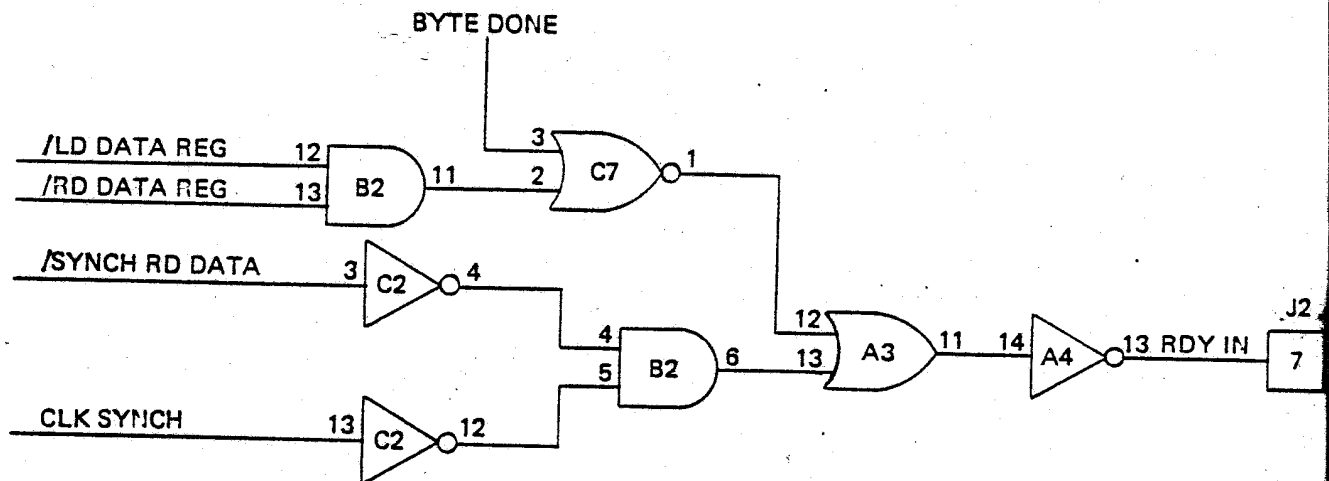 BYTE DONE
/LD DATA REG 12
/RD DATA REG 13
B2
11
3
2
C7
1
/SYNCH RD DATA 3
C2
4
4
5
B2
6
CLK SYNCH 13
C2
12
12
13
A3
11
14
A4
13 RDY IN
J2
7